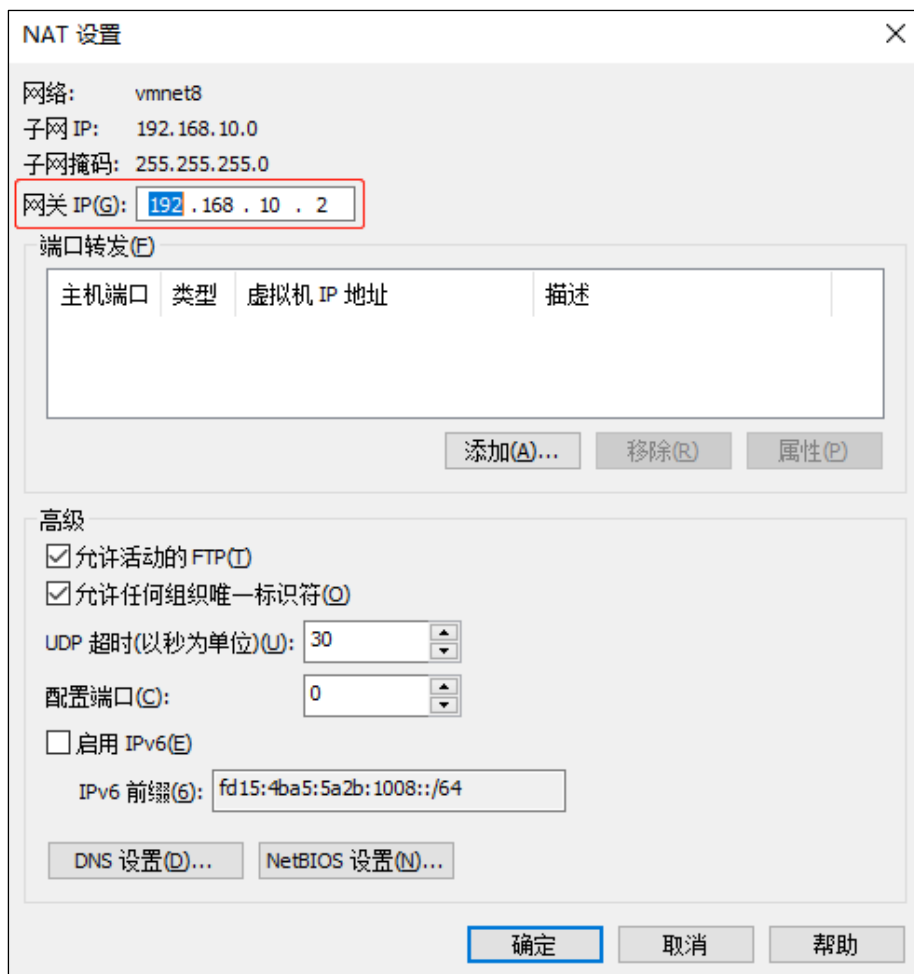 NAT 设置
网络: vmnet8
子网 IP: 192.168.10.0
子网掩码: 255.255.255.0
网关 IP(G): 192 . 168 . 10 . 2
端口转发(F)
主机端口 类型 虚拟机 IP 地址 描述
添加(A)... 移除(R) 属性(P)
高级
允许活动的 FTP(T)
允许任何组织唯一标识符(O)
UDP 超时(以秒为单位)(U): 30
配置端口(C): 0
启用 IPv6(E)
IPv6 前缀(6): fd15:4ba5:5a2b:1008::/64
DNS 设置(D)... NetBIOS 设置(N)...
确定 取消 帮助